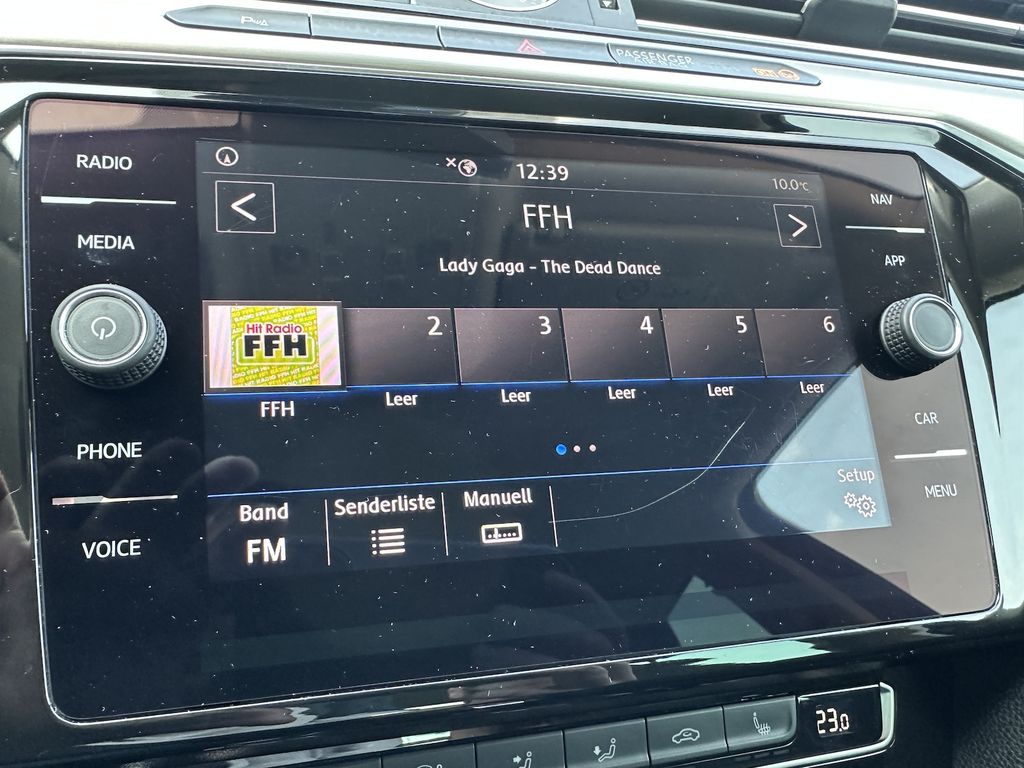 PASSENGER
RADIO
MEDIA
PHONE
VOICE
12:39
10.0°C
<
FFH
>
Lady Gaga - The Dead Dance
Hit Radio
FFH
2
3
4
5
6
FFH
Leer
Leer
Leer
Leer
Leer
Band
FM
Senderliste
Manuell
Setup
NAV
APP
CAR
MENU
23.0